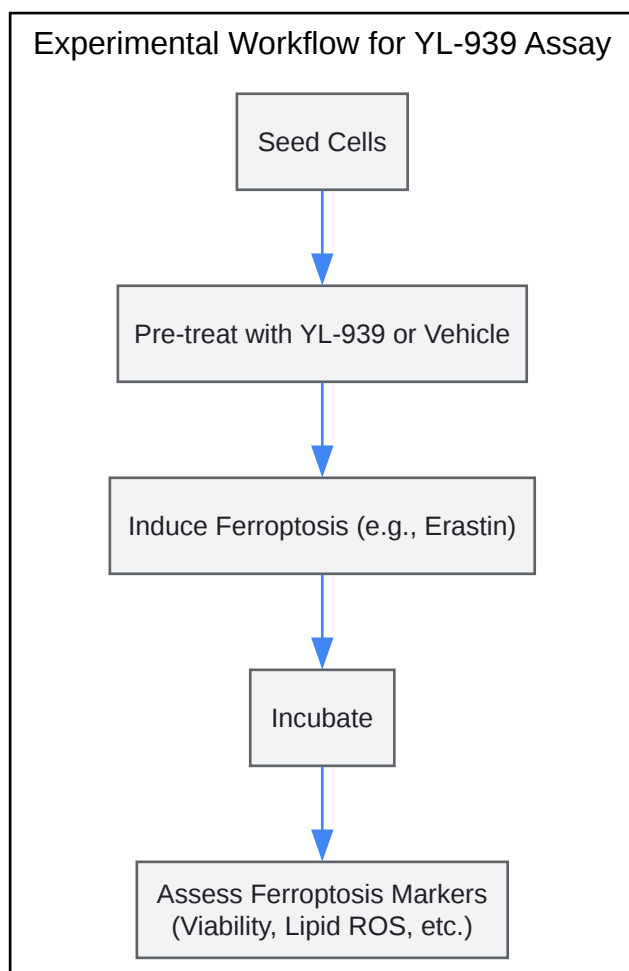 Experimental Workflow for YL-939 Assay
Seed Cells
Pre-treat with YL-939 or Vehicle
Induce Ferroptosis (e.g., Erastin)
Incubate
Assess Ferroptosis Markers
(Viability, Lipid ROS, etc.)